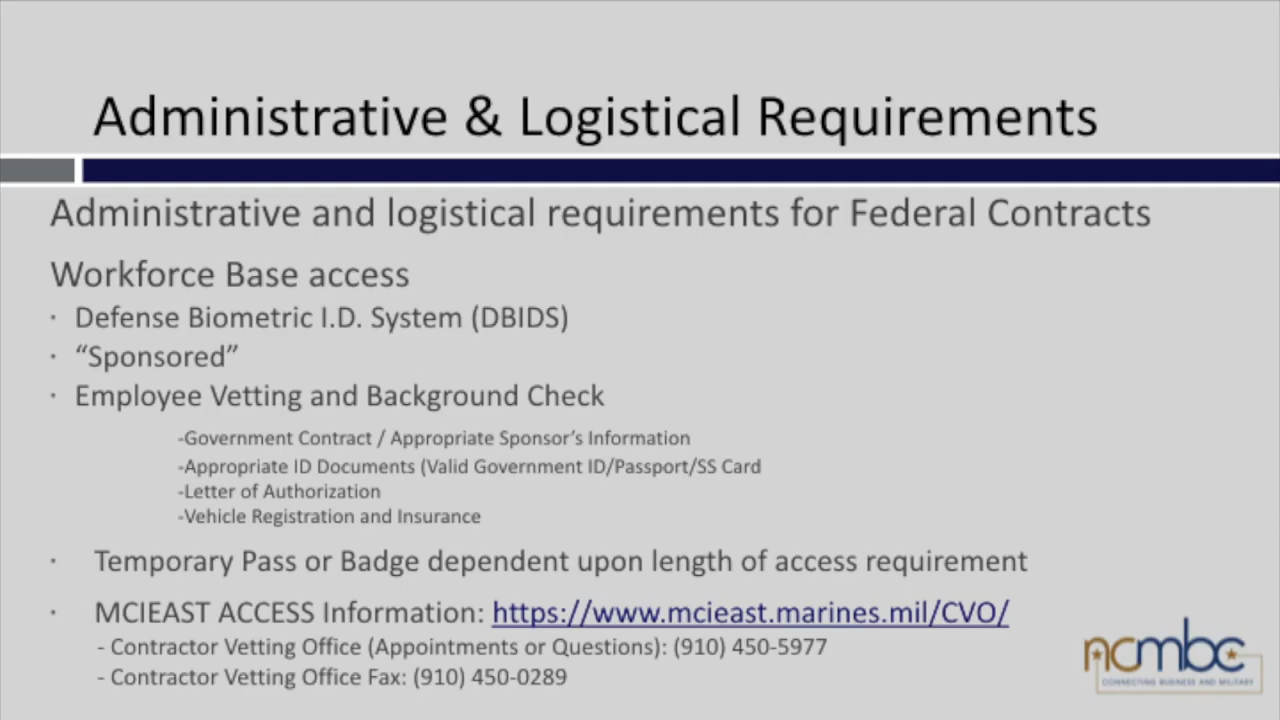 Administrative & Logistical Requirements
Administrative and logistical requirements for Federal Contracts
Workforce Base access
· Defense Biometric I.D. System (DBIDS)
· “Sponsored”
· Employee Vetting and Background Check
-Government Contract / Appropriate Sponsor’s Information
-Appropriate ID Documents (Valid Government ID/Passport/SS Card
-Letter of Authorization
-Vehicle Registration and Insurance
· Temporary Pass or Badge dependent upon length of access requirement
· MCIEAST ACCESS Information: https://www.mcieast.marines.mil/CVO/
- Contractor Vetting Office (Appointments or Questions): (910) 450-5977
- Contractor Vetting Office Fax: (910) 450-0289
ncmbc
CONNECTING BUSINESS AND MILITARY